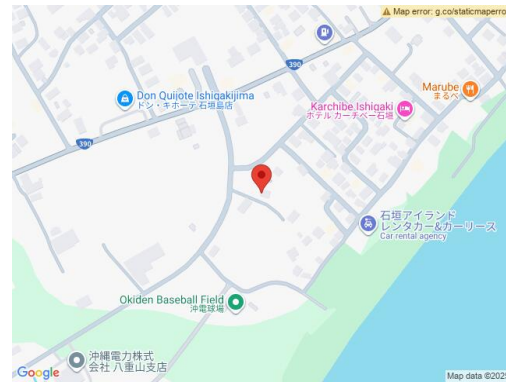 Map error: g.co/staticmaperro
390
Don Quijote Ishigakijima
ドン・キホーテ 石垣島店
Marube
まるべ
Karchibe Ishigaki
ホテル カーチベー石垣
390
石垣アイランド
レンタカー&カーリース
Car rental agency
Okiden Baseball Field
沖電球場
沖縄電力株式
会社 八重山支店
Google
Map data ©2025